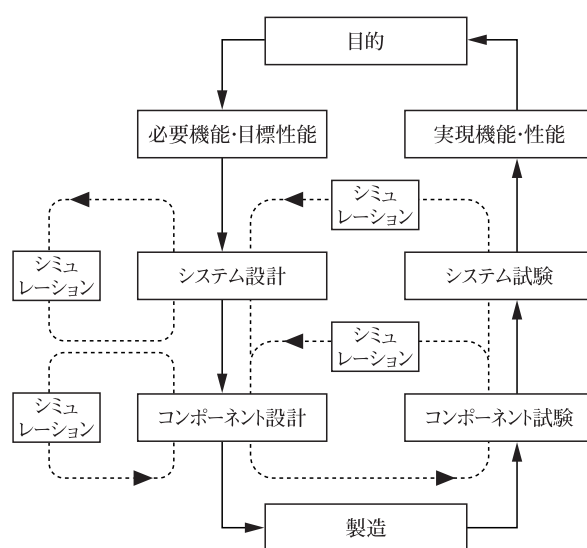 目的
必要機能・目標性能
実現機能・性能
シミュ
レーション
シミュ
レーション
システム設計
システム試験
シミュ
レーション
シミュ
レーション
コンポーネント設計
コンポーネント試験
製造